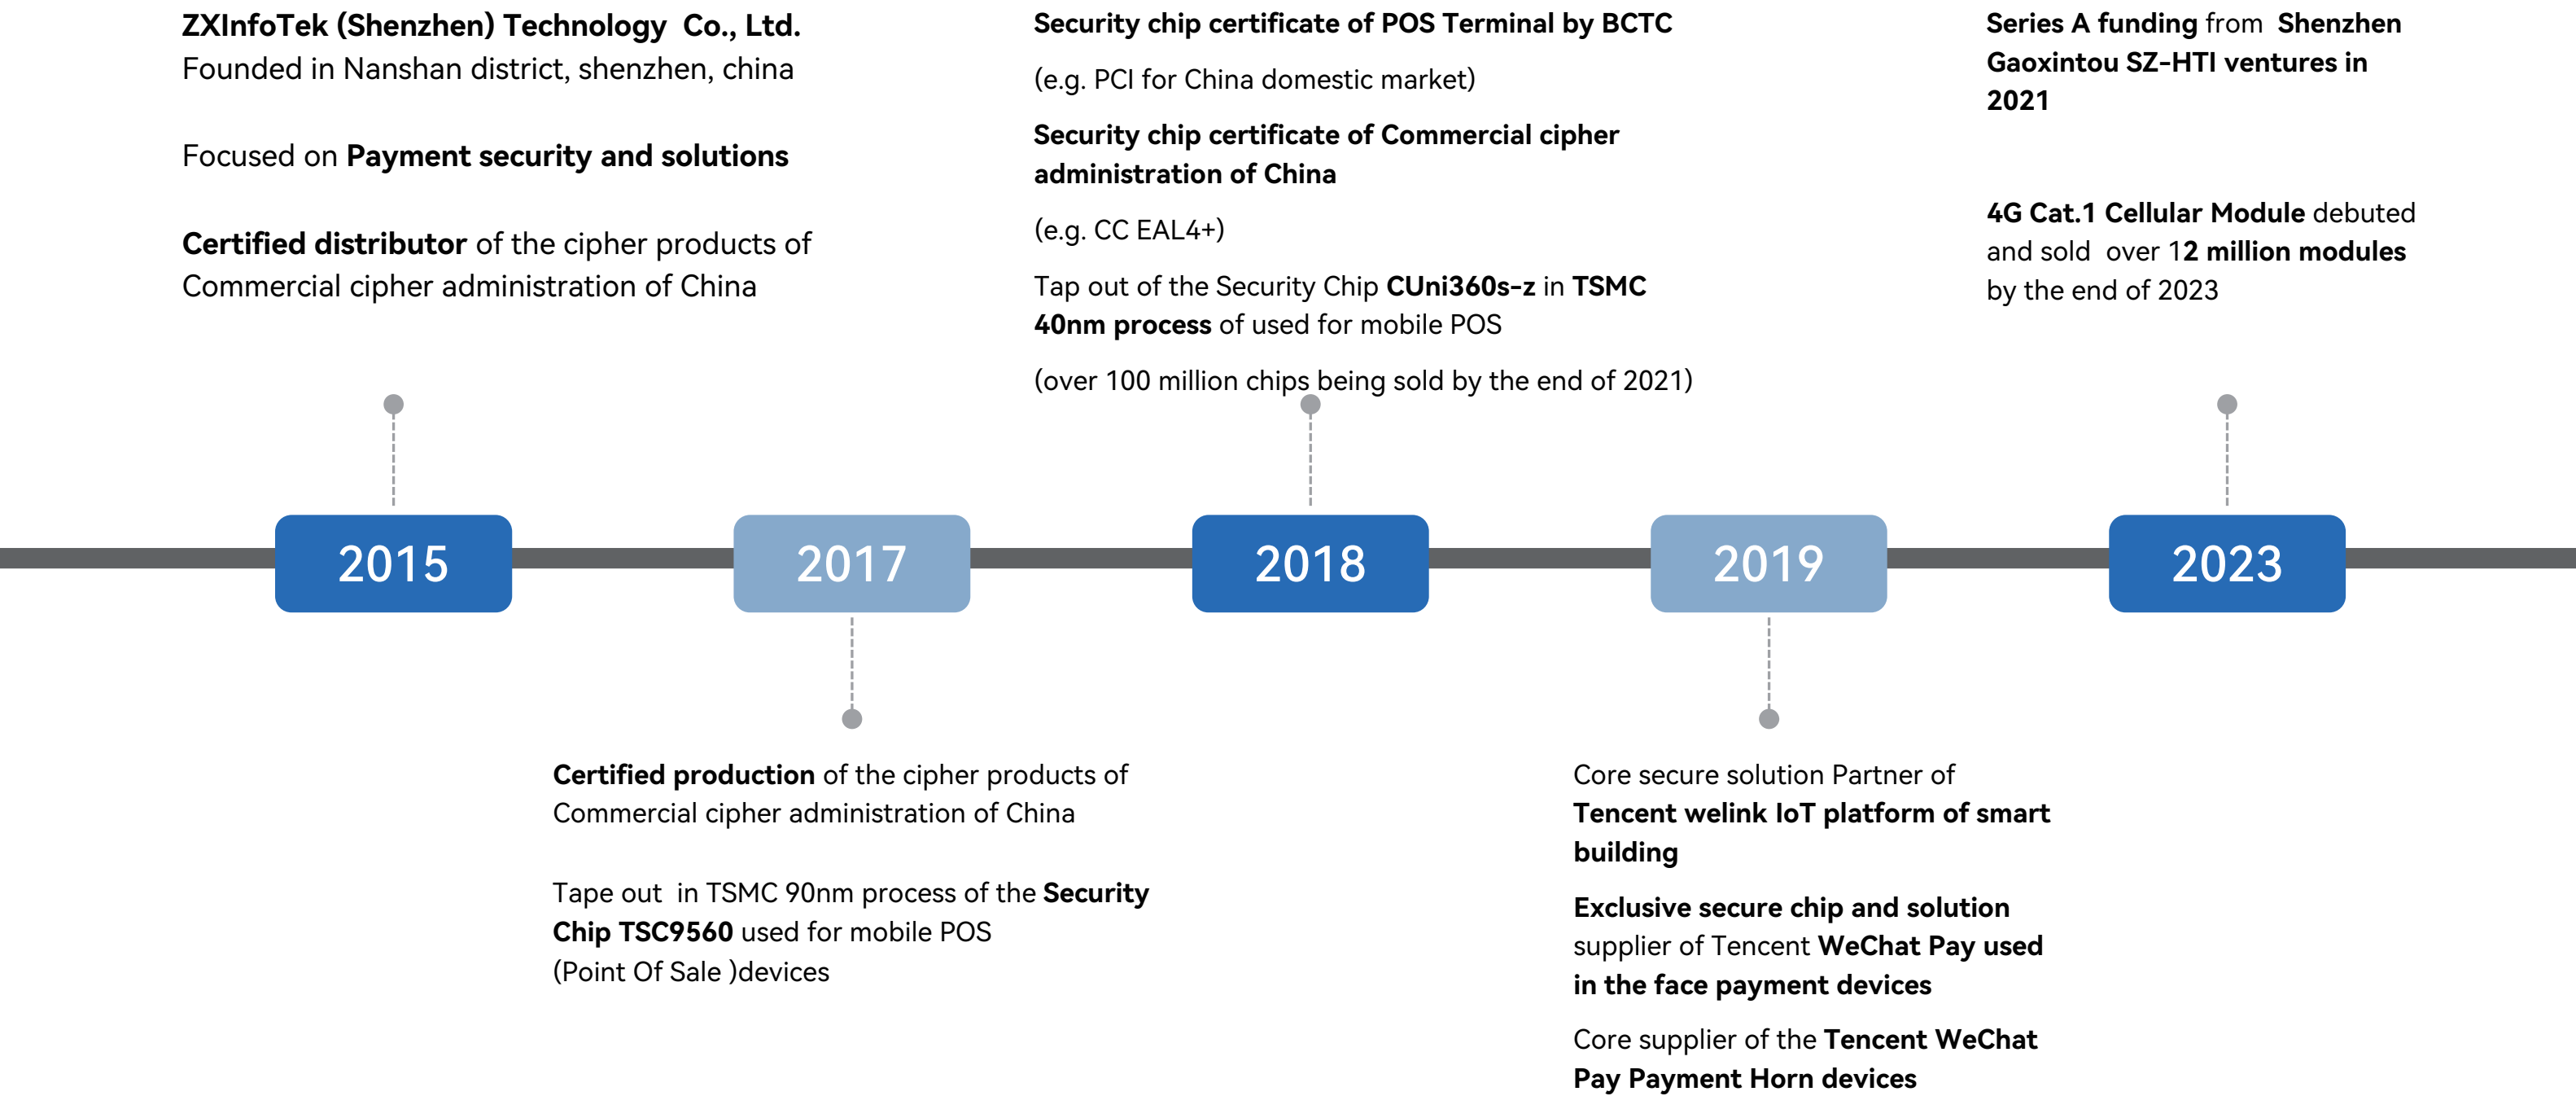 ZXInfoTek (Shenzhen) Technology  Co., Ltd.
Founded in Nanshan district, shenzhen, china
Focused on Payment security and solutions
Certified distributor of the cipher products of
Commercial cipher administration of China
Security chip certificate of POS Terminal by BCTC
(e.g. PCI for China domestic market)
Security chip certificate of Commercial cipher
administration of China
(e.g. CC EAL4+)
Tap out of the Security Chip CUni360s-z in TSMC
40nm process of used for mobile POS
(over 100 million chips being sold by the end of 2021)
Series A funding from  Shenzhen
Gaoxintou SZ-HTI ventures in
2021
4G Cat.1 Cellular Module debuted
and sold  over 12 million modules
by the end of 2023
2015
2017
2018
2019
2023
Certified production of the cipher products of
Commercial cipher administration of China
Tape out  in TSMC 90nm process of the Security
Chip TSC9560 used for mobile POS
(Point Of Sale )devices
Core secure solution Partner of
Tencent welink IoT platform of smart
building
Exclusive secure chip and solution
supplier of Tencent WeChat Pay used
in the face payment devices
Core supplier of the Tencent WeChat
Pay Payment Horn devices